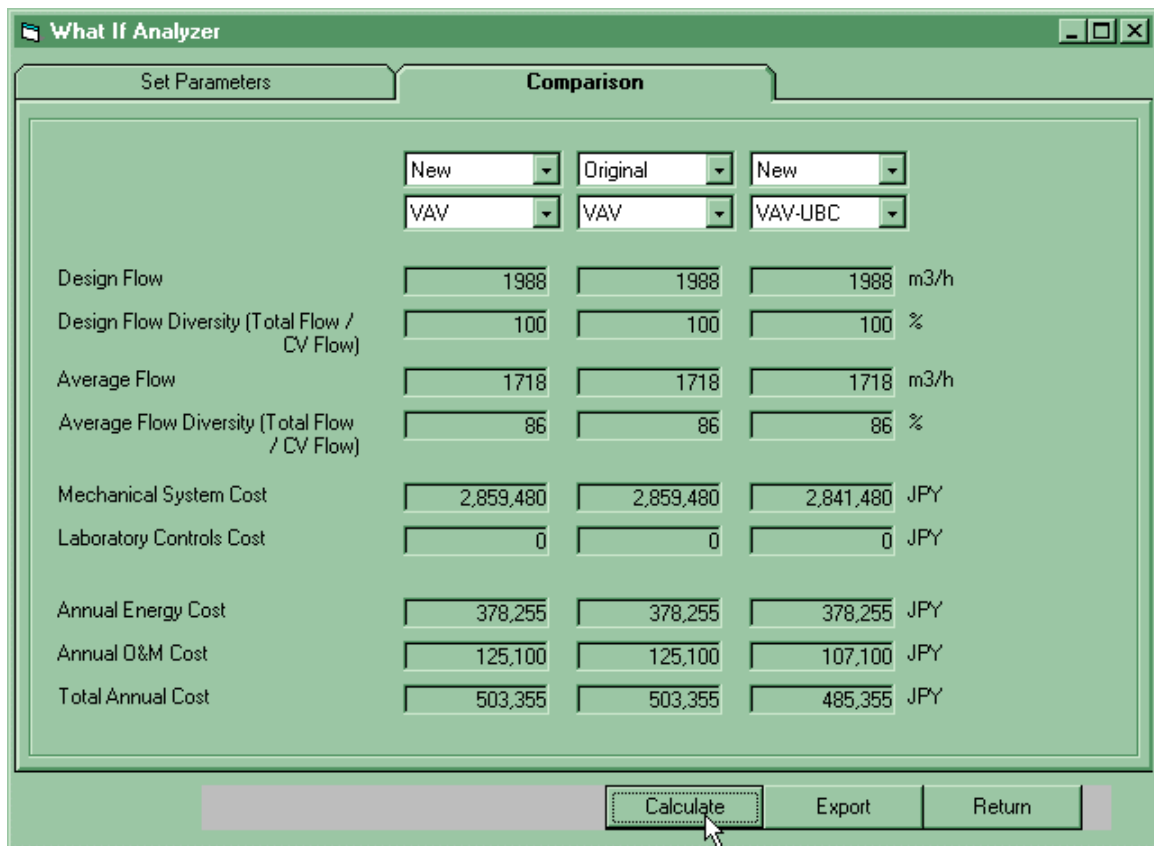 What If Analyzer
Set Parameters Comparison
New Original New
VAV VAV VAV-UBC
Design Flow 1988 1988 1988 m3/h
Design Flow Diversity (Total Flow / 100 100 100 %
CV Flow)
Average Flow 1718 1718 1718 m3/h
Average Flow Diversity (Total Flow 86 86 86 %
/ CV Flow)
Mechanical System Cost 2,859,480 2,859,480 2,841,480 JPY
Laboratory Controls Cost 0 0 0 JPY
Annual Energy Cost 378,255 378,255 378,255 JPY
Annual O&M Cost 125,100 125,100 107,100 JPY
Total Annual Cost 503,355 503,355 485,355 JPY
Calculate Export Return